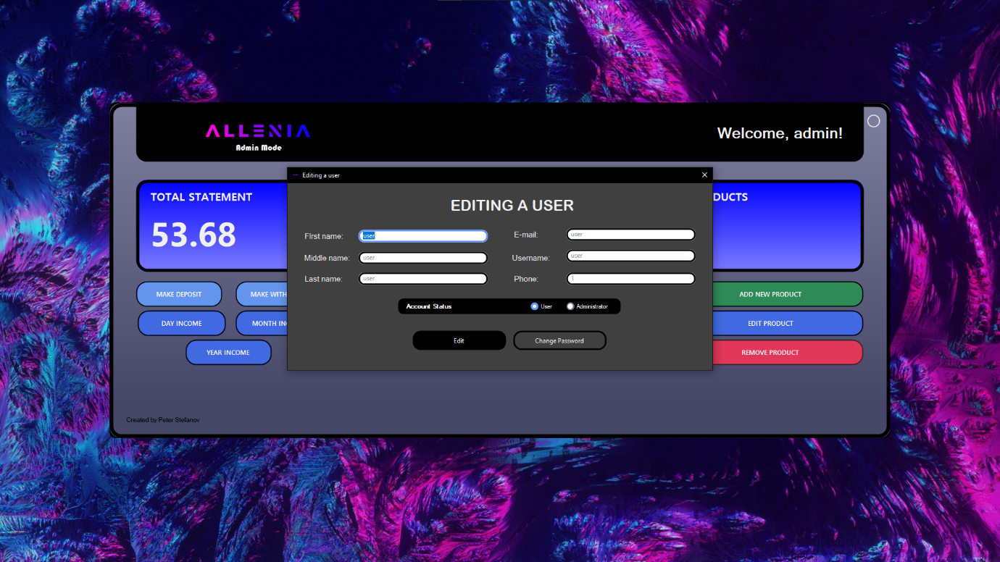 ALLENIA
Admin Mode
Welcome, admin!
Editing a user
TOTAL STATEMENT
53.68
DUCTS
EDITING A USER
FIrst name:
user
E-mail:
user
Middle name:
user
Username:
user
Last name:
user
Phone:
1
Account Status
User
Administrator
Edit
Change Password
MAKE DEPOSIT
MAKE WITH
ADD NEW PRODUCT
DAY INCOME
MONTH IN
EDIT PRODUCT
YEAR INCOME
REMOVE PRODUCT
Created by Peter Stefanov